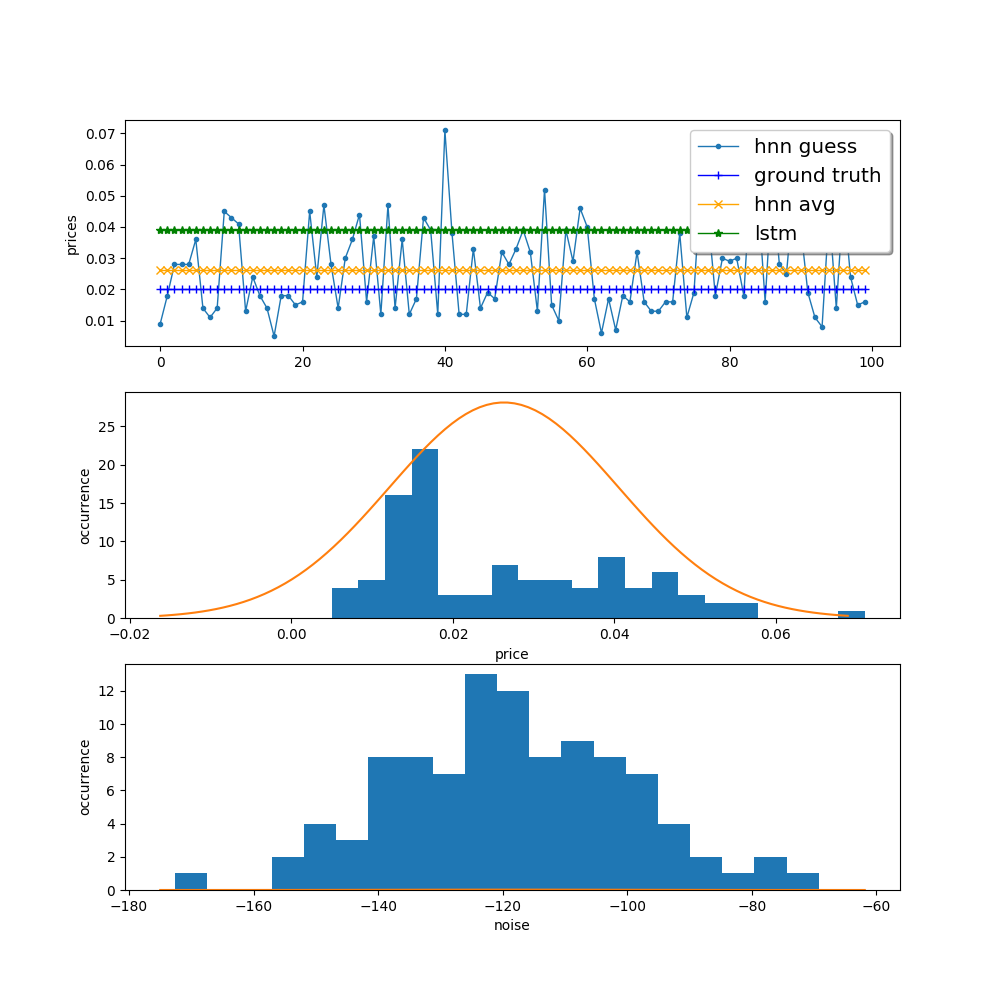 0.07
0.06
0.05
0.04
0.03
0.02
0.01
prices
hnn guess
ground truth
hnn avg
lstm
0 20 40 60 80 100
25
20
15
10
5
0
occurrence
−0.02 0.00 0.02 0.04 0.06
price
12
10
8
6
4
2
0
occurrence
−180 −160 −140 −120 −100 −80 −60
noise